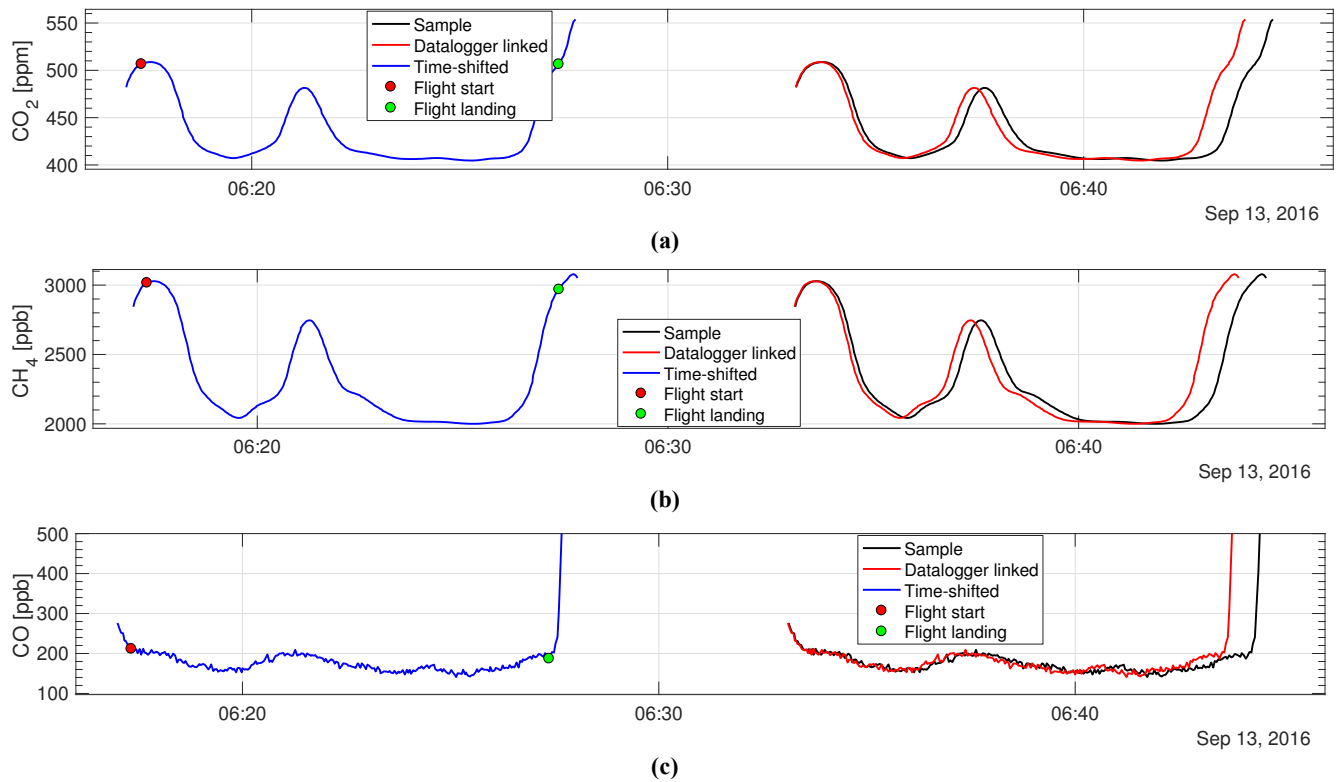 550
500
450
400
CO2 [ppm]
Sample
Datalogger linked
Time-shifted
Flight start
Flight landing
06:20
06:30
06:40
Sep 13, 2016
(a)
3000
2500
2000
CH4 [ppb]
Sample
Datalogger linked
Time-shifted
Flight start
Flight landing
06:20
06:30
06:40
Sep 13, 2016
(b)
500
400
300
200
100
CO [ppb]
Sample
Datalogger linked
Time-shifted
Flight start
Flight landing
06:20
06:30
06:40
Sep 13, 2016
(c)